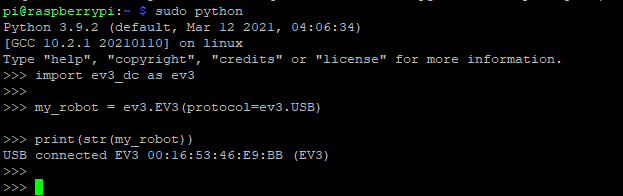 pi@raspberrypi:~ $ sudo python
Python 3.9.2 (default, Mar 12 2021, 04:06:34)
[GCC 10.2.1 20210110] on linux
Type "help", "copyright", "credits" or "license" for more information.
>>> import ev3_dc as ev3
>>>
>>> my_robot = ev3.EV3(protocol=ev3.USB)
>>> print(str(my_robot))
USB connected EV3 00:16:53:46:E9:BB (EV3)
>>>
>>>